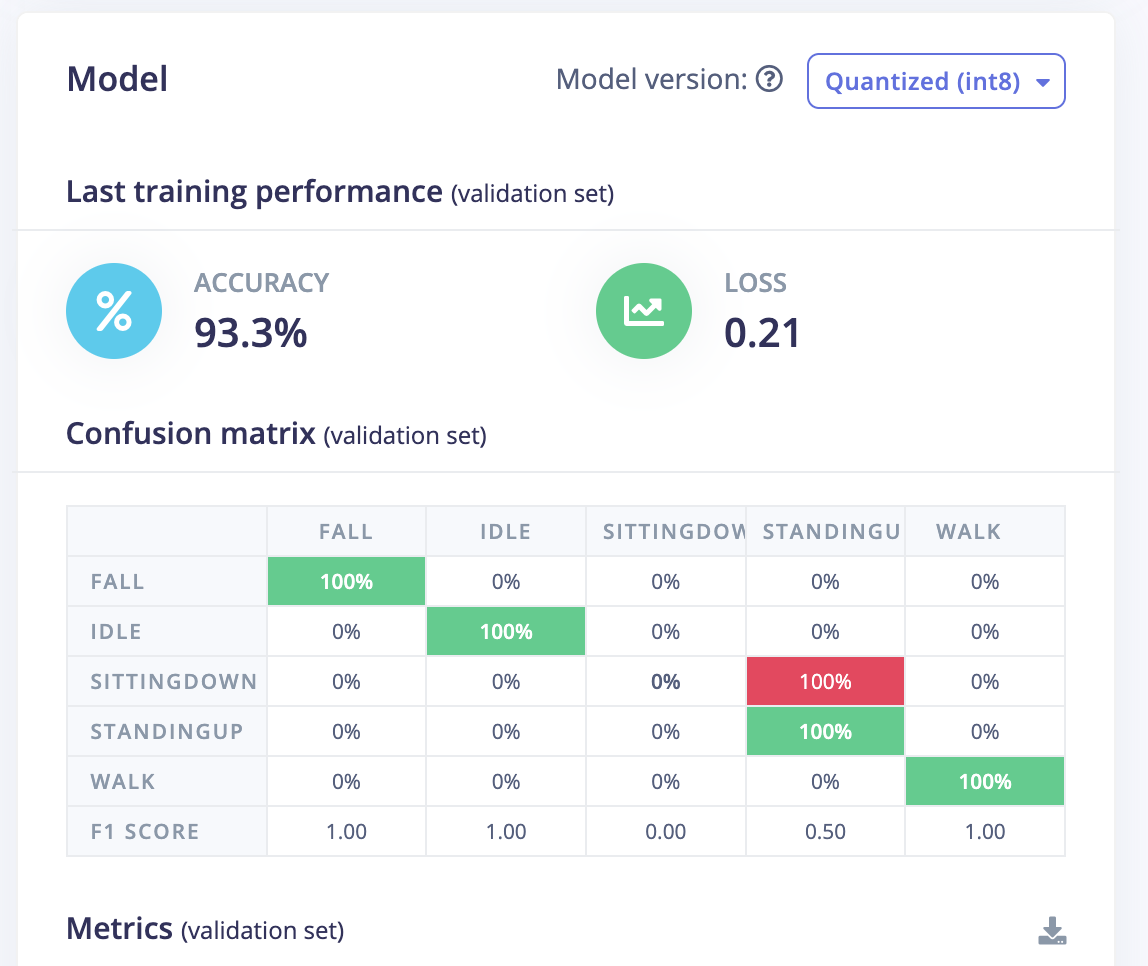 Model
Model version: ? Quantized (int8)
Last training performance (validation set)
% ACCURACY
93.3%
LOSS
0.21
Confusion matrix (validation set)
FALL IDLE SITTINGDOW STANDINGU WALK
FALL 100% 0% 0% 0% 0%
IDLE 0% 100% 0% 0% 0%
SITTINGDOWN 0% 0% 0% 100% 0%
STANDINGUP 0% 0% 0% 100% 0%
WALK 0% 0% 0% 0% 100%
F1 SCORE 1.00 1.00 0.00 0.50 1.00
Metrics (validation set)